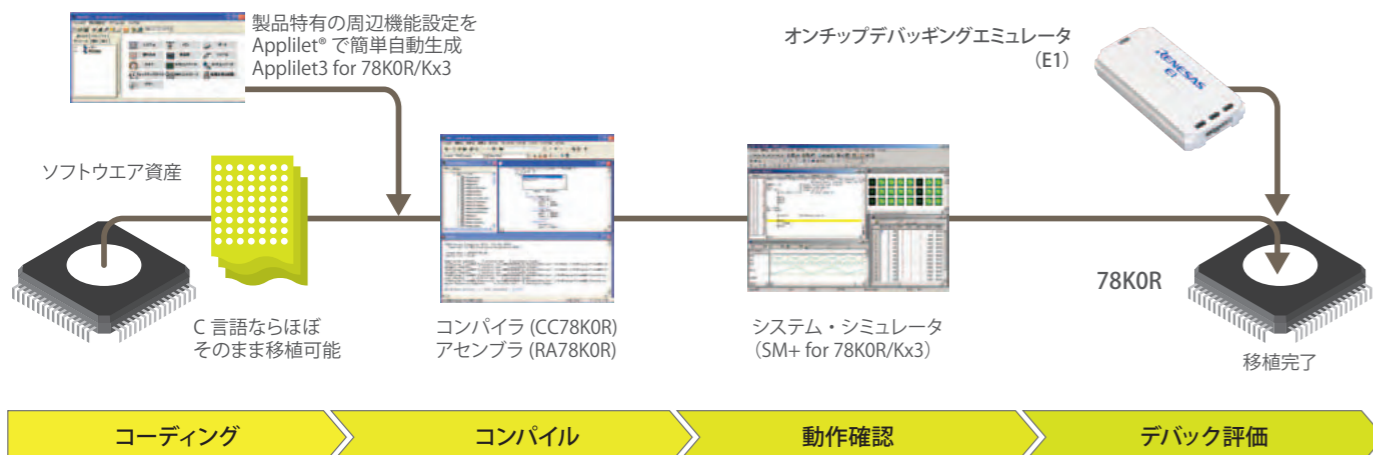 製品特有の周辺機能設定を
Applilet® で簡単自動生成
Applilet3 for 78K0R/Kx3
オンチップデバッギングエミュレータ
（E1）
RENESAS
E1
ソフトウエア資産
C 言語ならほぼ
そのまま移植可能
コンパイラ (CC78K0R)
アセンブラ (RA78K0R)
システム・シミュレータ
（SM+ for 78K0R/Kx3）
78K0R
移植完了
コーディング
コンパイル
動作確認
デバック評価